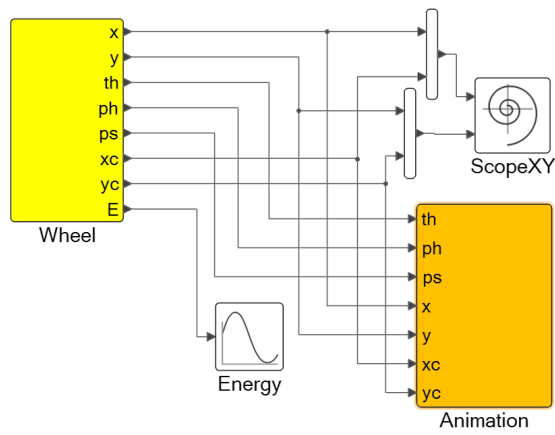 x
y
th
ph
ps
xc
yc
E
Wheel
ScopeXY
th
ph
ps
x
y
xc
yc
Animation
Energy